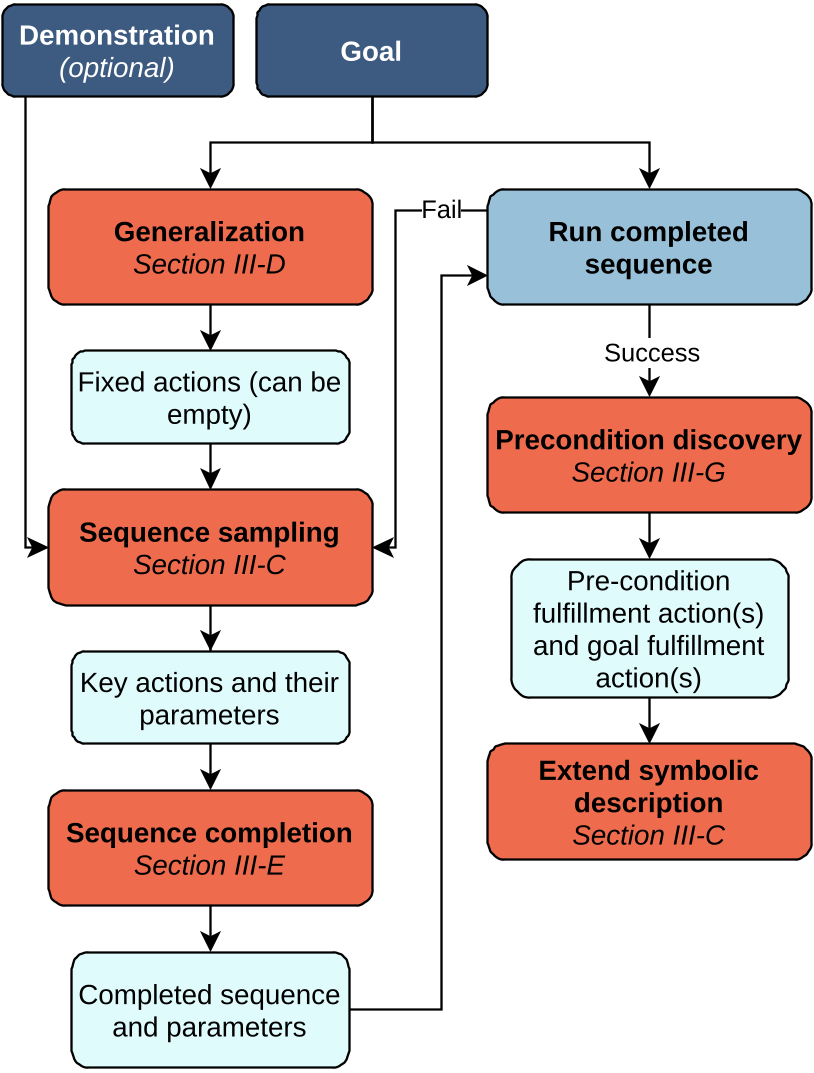 Demonstration
(optional)
Goal
Generalization
Section III-D
Fail
Run completed
sequence
Fixed actions (can be
empty)
Success
Sequence sampling
Section III-C
Precondition discovery
Section III-G
Key actions and their
parameters
Pre-condition
fulfillment action(s)
and goal fulfillment
action(s)
Sequence completion
Section III-E
Extend symbolic
description
Section III-C
Completed sequence
and parameters